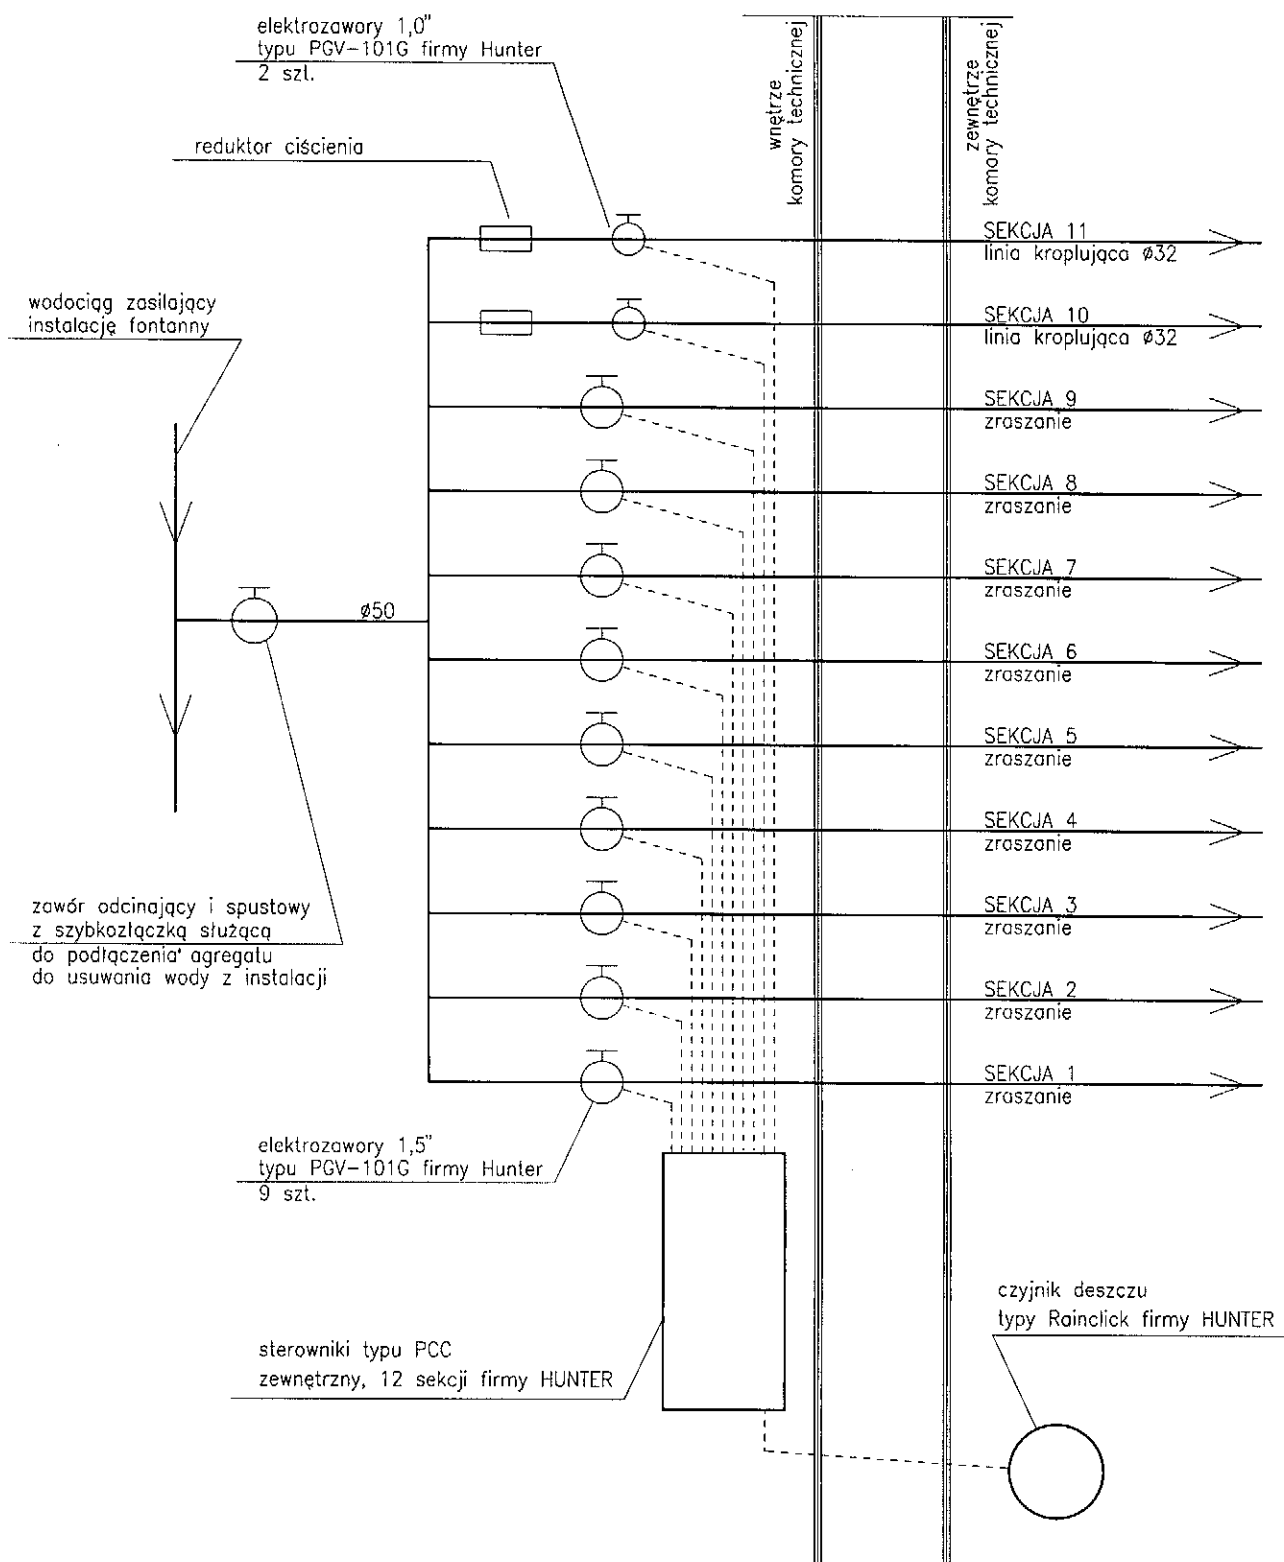 elektrozawory 1,0"
typu PGV-101G firmy Hunter
2 szt.
wnętrze
komory technicznej
zewnętrze
komory technicznej
reduktor ciścienia
SEKCJA 11
linia kroplująca ø32
wodociąg zasilający
instalację fontanny
SEKCJA 10
linia kroplująca ø32
SEKCJA 9
zraszanie
SEKCJA 8
zraszanie
SEKCJA 7
zraszanie
ø50
SEKCJA 6
zraszanie
SEKCJA 5
zraszanie
SEKCJA 4
zraszanie
zawór odcinający i spustowy
z szybkozłączką służącą
do podłączenia agregatu
do usuwania wody z instalacji
SEKCJA 3
zraszanie
SEKCJA 2
zraszanie
SEKCJA 1
zraszanie
elektrozawory 1,5"
typu PGV-101G firmy Hunter
9 szt.
czyjnik deszczu
typy Rainclick firmy HUNTER
sterowniki typu PCC
zewnętrzny, 12 sekcji firmy HUNTER